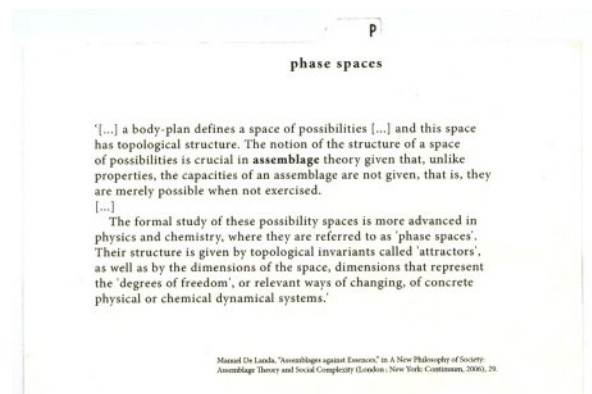 P
phase spaces
'[...] a body-plan defines a space of possibilities [...] and this space
has topological structure. The notion of the structure of a space
of possibilities is crucial in assemblage theory given that, unlike
properties, the capacities of an assemblage are not given, that is, they
are merely possible when not exercised.
[...]
The formal study of these possibility spaces is more advanced in
physics and chemistry, where they are referred to as 'phase spaces'.
Their structure is given by topological invariants called 'attractors',
as well as by the dimensions of the space, dimensions that represent
the 'degrees of freedom', or relevant ways of changing, of concrete
physical or chemical dynamical systems.'
Manuel De Landa, "Assemblages against Essences," in A New Philosophy of Society:
Assemblage Theory and Social Complexity (London ; New York: Continuum, 2006), 29.